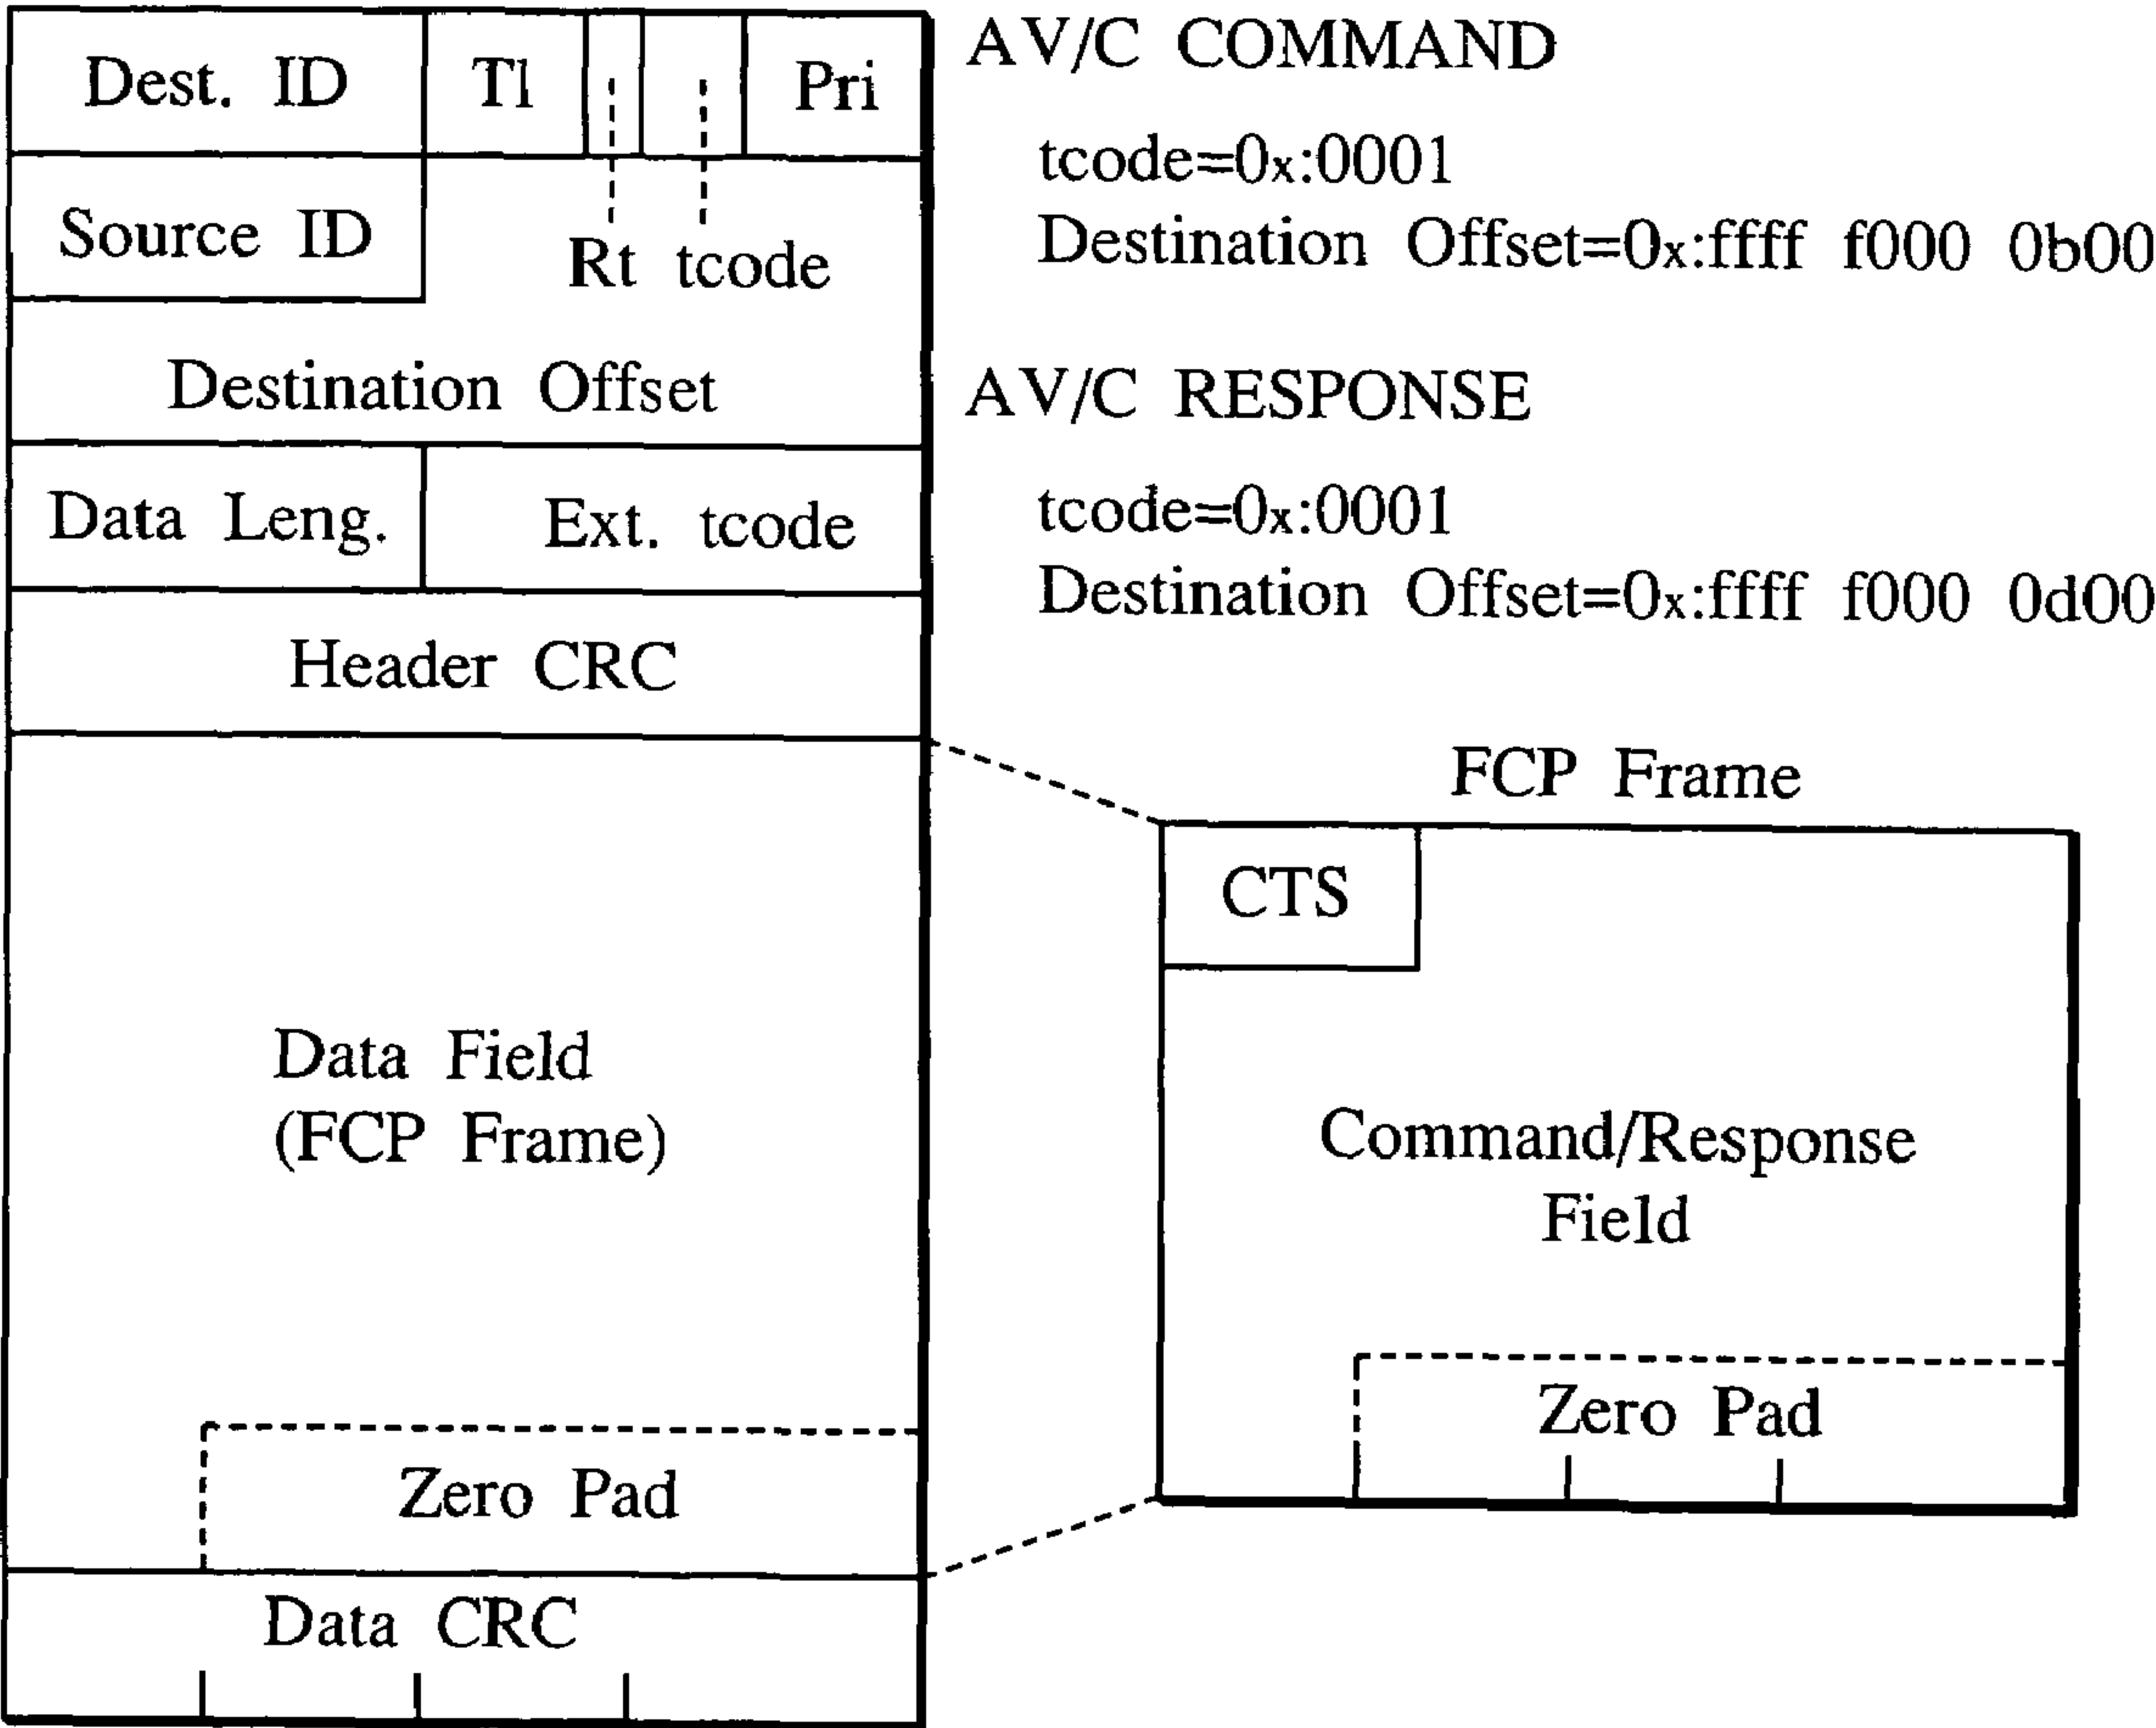 Dest. ID Tl Pri
Source ID
Rt tcode
Destination Offset
Data Leng. Ext. tcode
Header CRC
Data Field
(FCP Frame)
Zero Pad
Data CRC
AV/C COMMAND
tcode=0x:0001
Destination Offset=0x:ffff f000 0b00
AV/C RESPONSE
tcode=0x:0001
Destination Offset=0x:ffff f000 0d00
FCP Frame
CTS
Command/Response
Field
Zero Pad